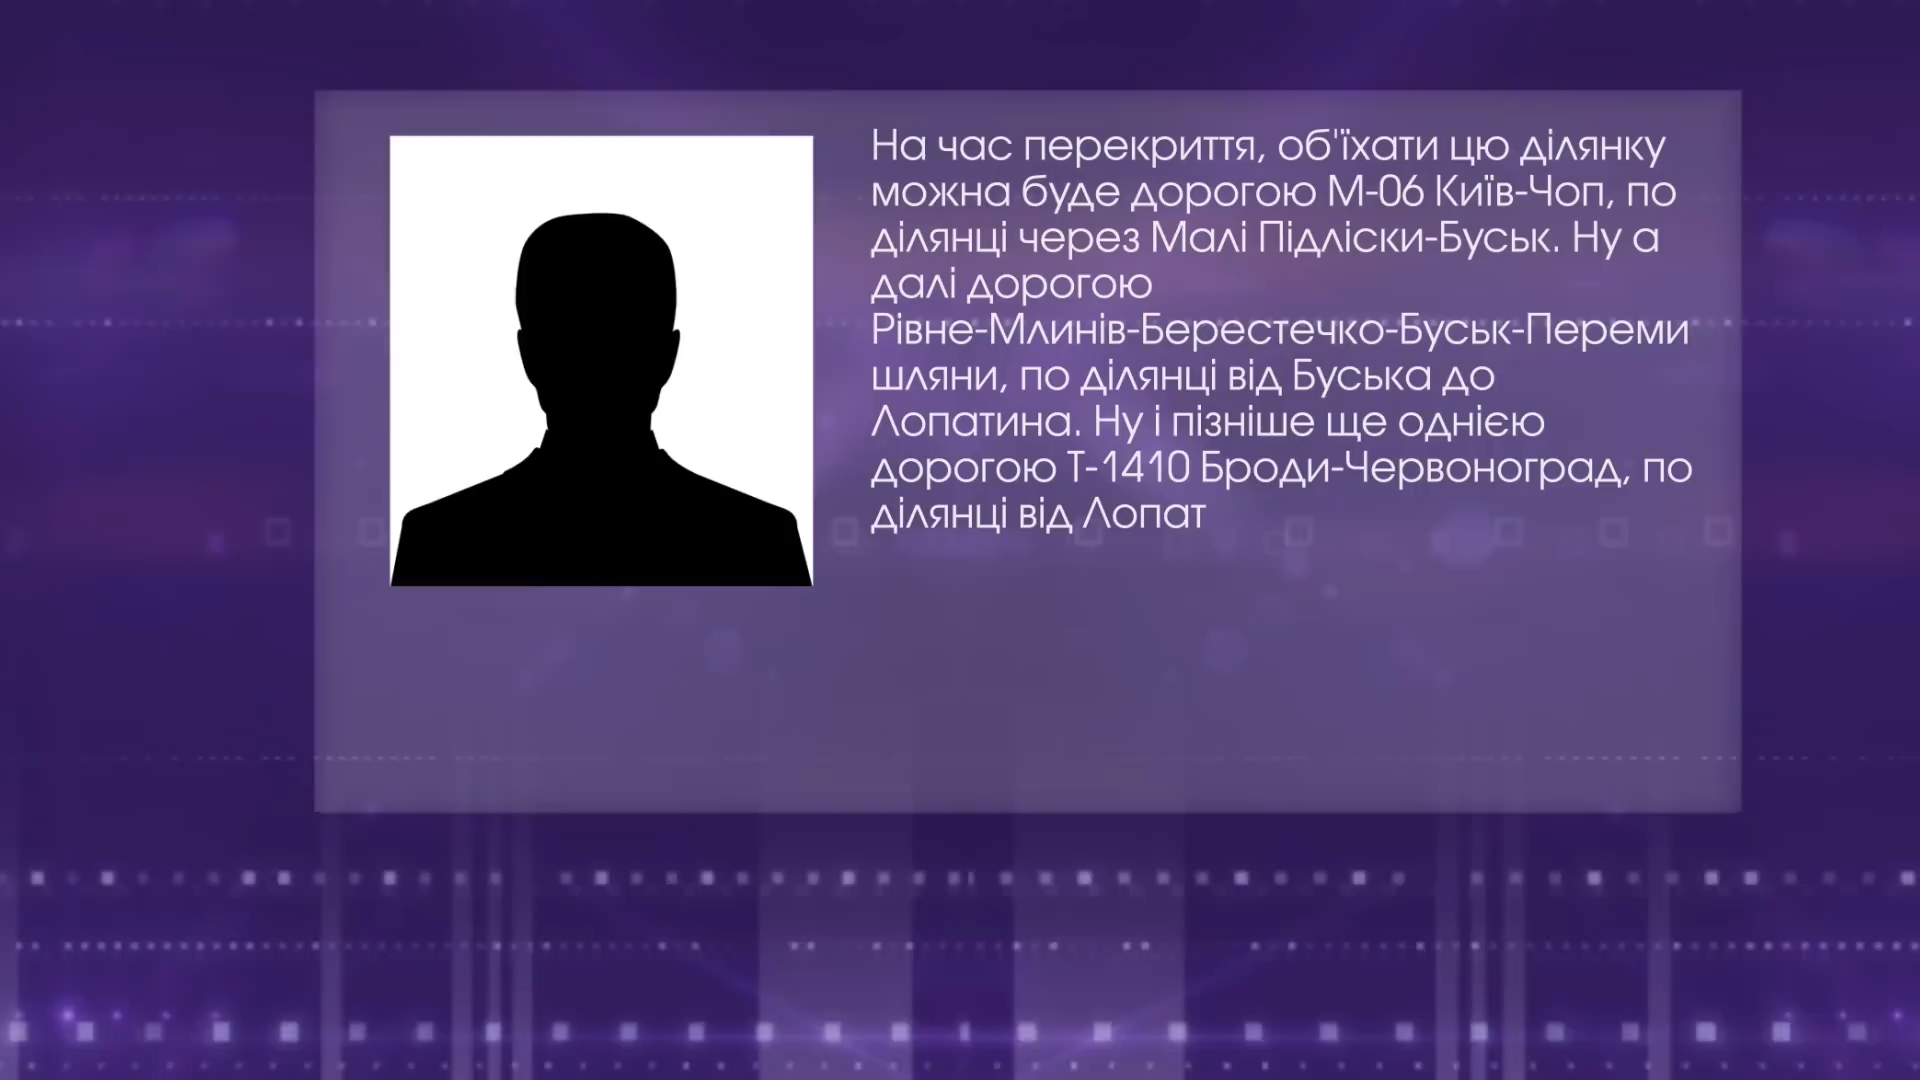 На час перекриття, об'їхати цю ділянку
можна буде дорогою М-06 Київ-Чоп, по
ділянці через Малі Підліски-Буськ. Ну а
далі дорогою
Рівне-Млинів-Берестечко-Буськ-Переми
шляни, по ділянці від Буська до
Лопатина. Ну і пізніше ще однією
дорогою Т-1410 Броди-Червоноград, по
ділянці від Лопат